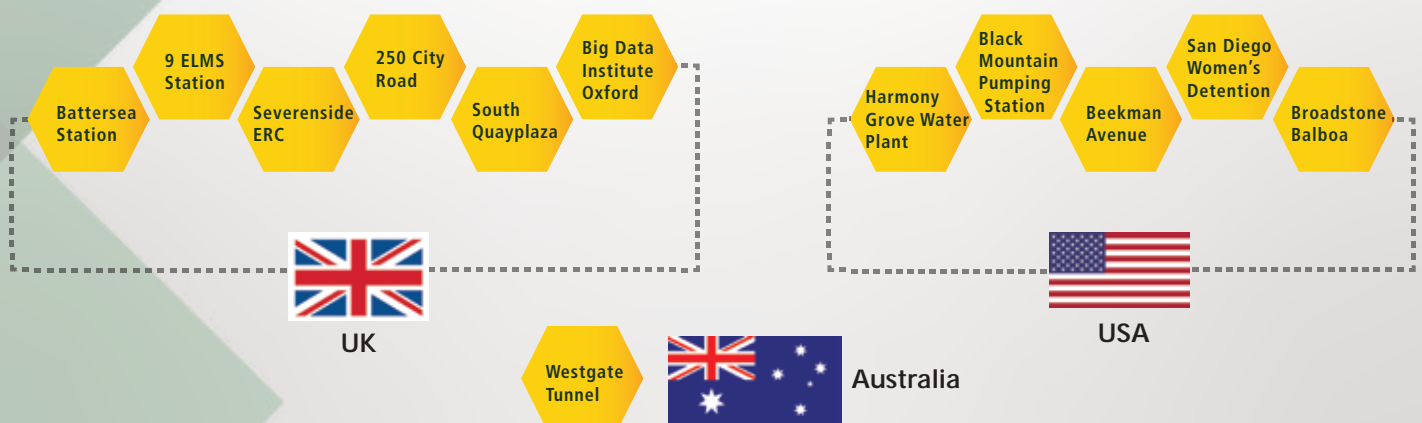 Battersea
Station
9 ELMS
Station
Severenside
ERC
250 City
Road
South
Quayplaza
Big Data
Institute
Oxford
Harmony
Grove Water
Plant
Black
Mountain
Pumping
Station
Beekman
Avenue
San Diego
Women's
Detention
Broadstone
Balboa
UK
USA
Westgate
Tunnel
Australia